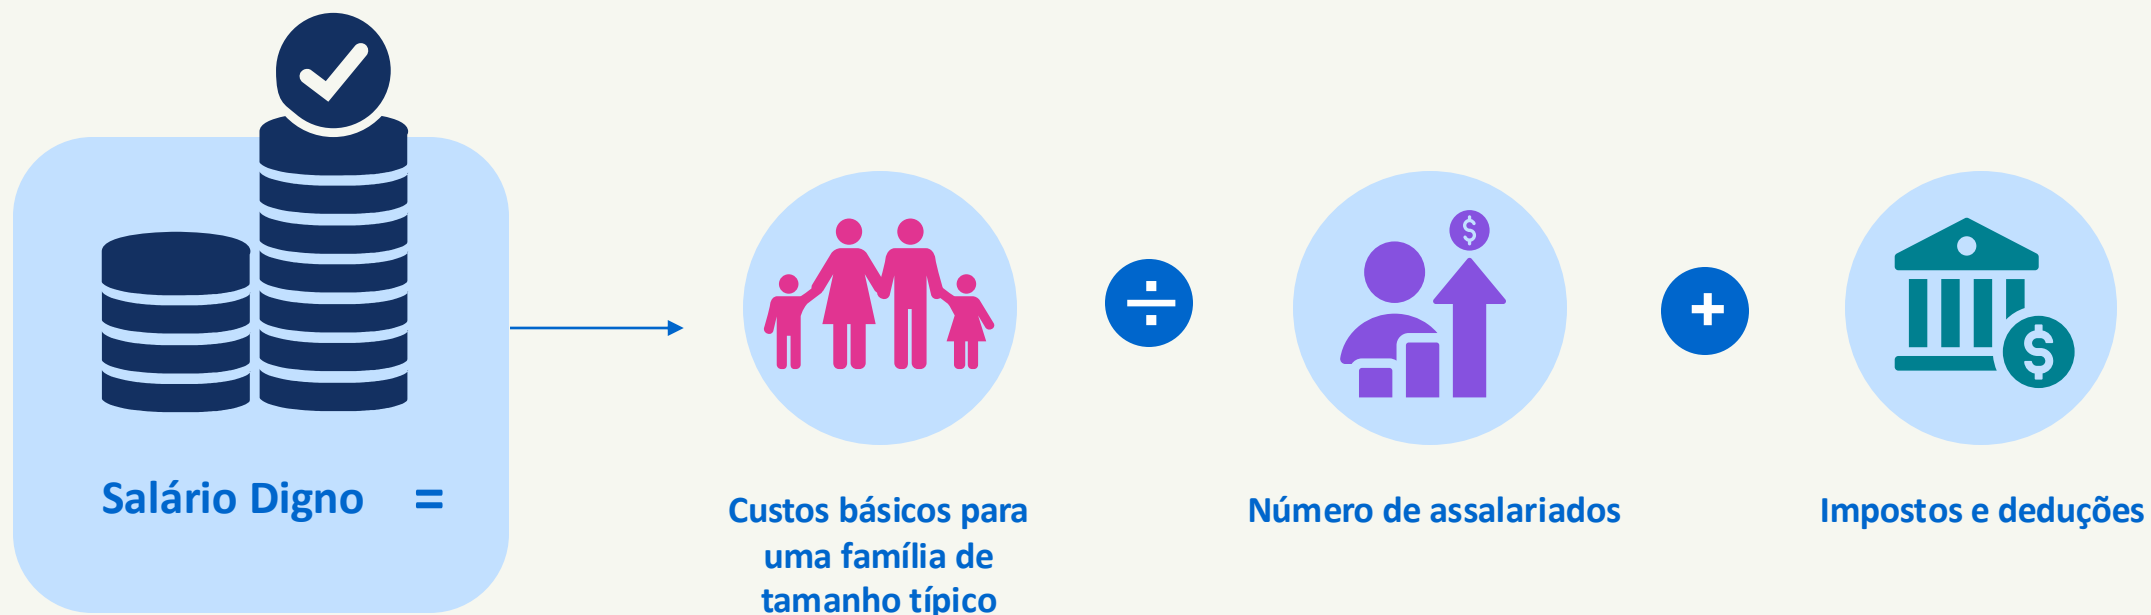 Salário Digno =
Custos básicos para
uma família de
tamanho típico
÷
Número de assalariados
+
Impostos e deduções
$
$